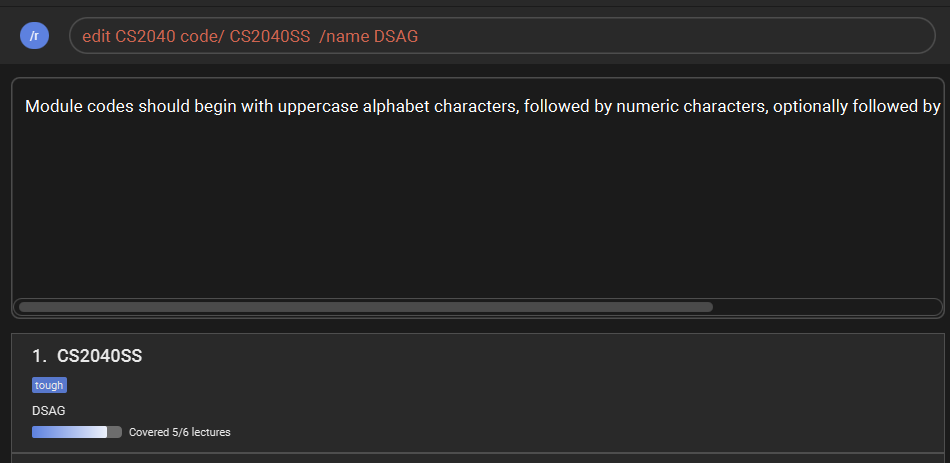 /r
edit CS2040 code/ CS2040SS  /name DSAG
Module codes should begin with uppercase alphabet characters, followed by numeric characters, optionally followed by
1. CS2040SS
tough
DSAG
Covered 5/6 lectures